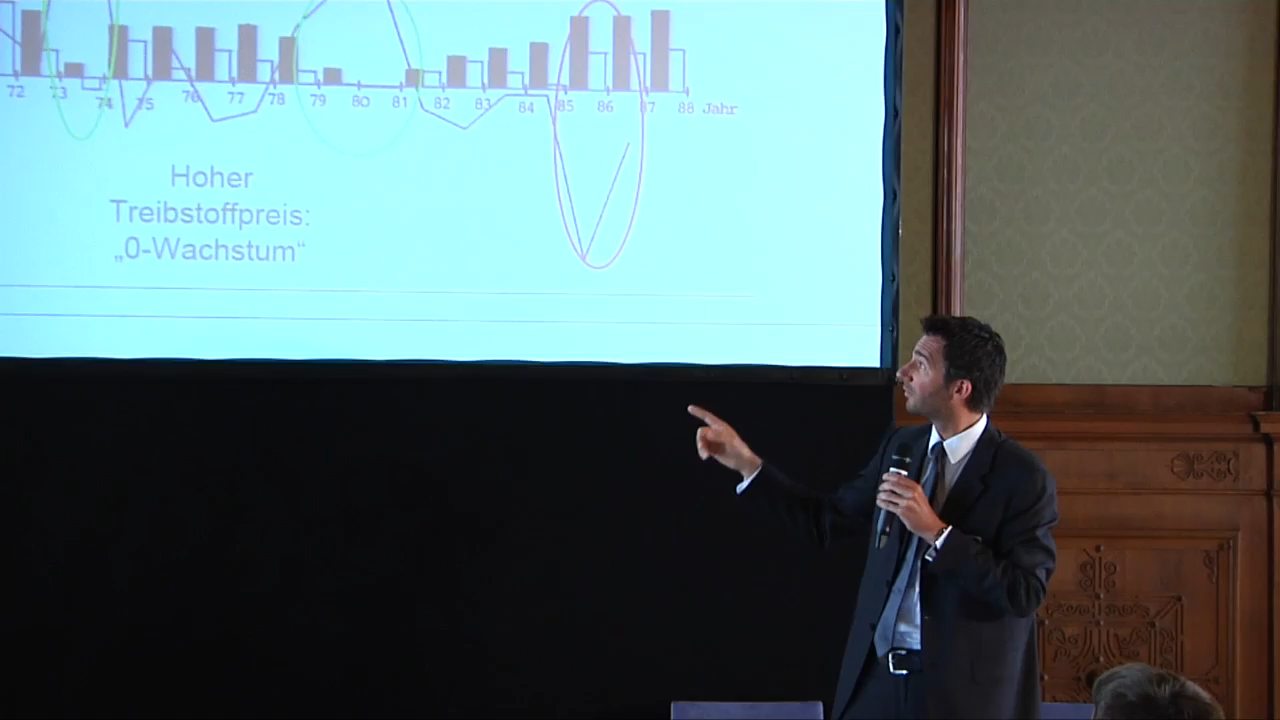 72 73 74 75 76 77 78 79 80 81 82 83 84 85 86 87 88 Jahr
Hoher
Treibstoffpreis:
„0-Wachstum“